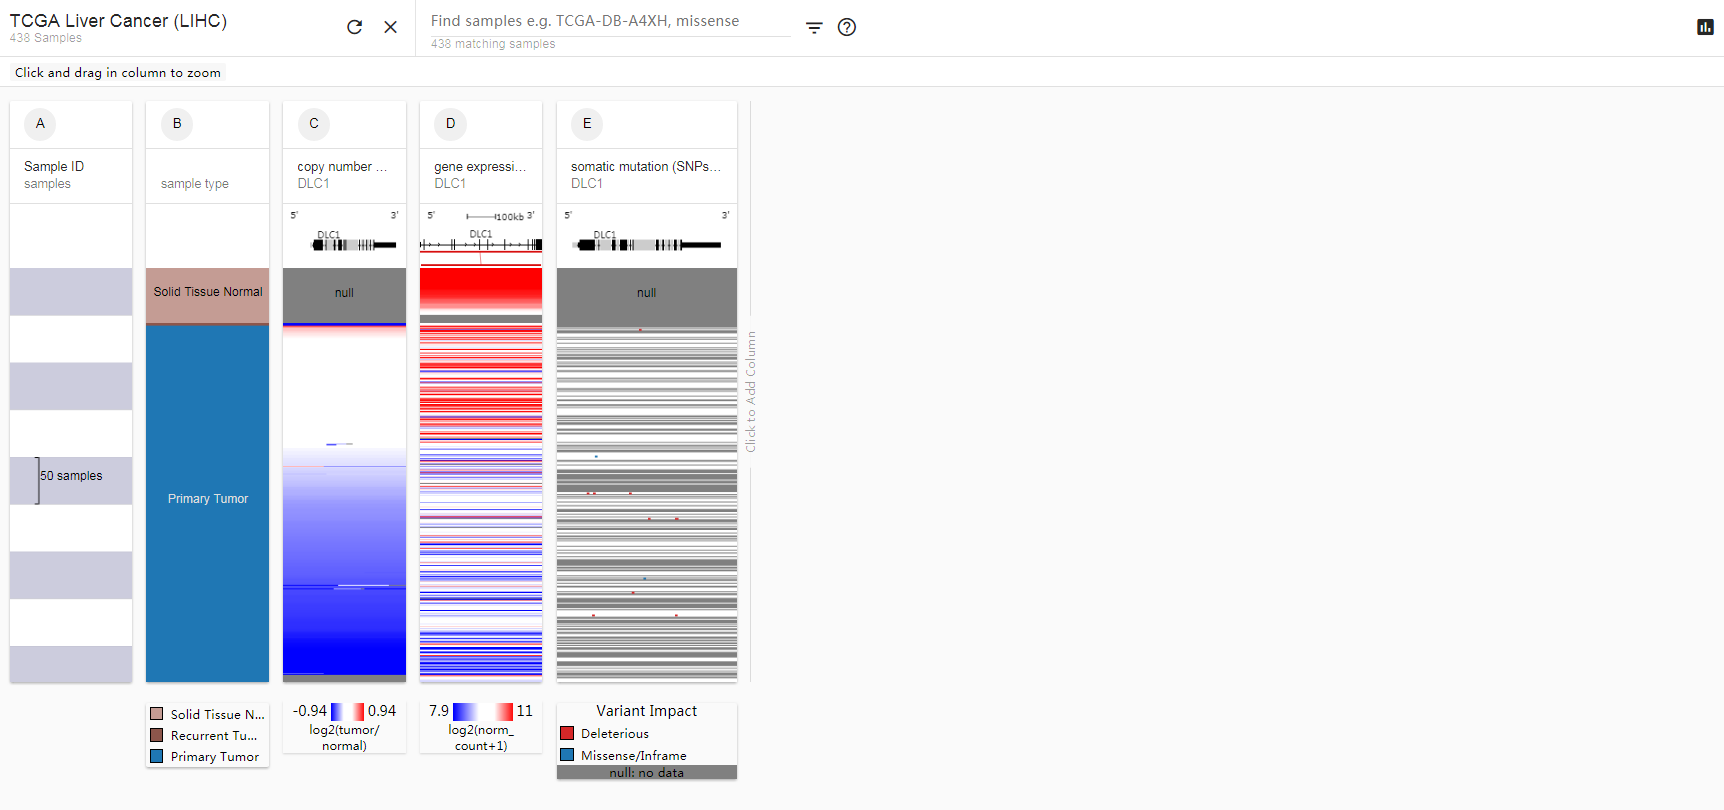 TCGA Liver Cancer (LIHC)
438 Samples
Find samples e.g. TCGA-DB-A4XH, missense
438 matching samples
Click and drag in column to zoom
A
B
C
D
E
Sample ID
samples
sample type
copy number ...
DLC1
gene expressi...
DLC1
somatic mutation (SNPs...
DLC1
5'
3'
DLC1
5'
100kb
3'
DLC1
5'
3'
DLC1
Solid Tissue Normal
null
null
50 samples
Primary Tumor
Click to Add Column
Solid Tissue N...
Recurrent Tu...
Primary Tumor
-0.94
0.94
log2(tumor/
normal)
7.9
11
log2(norm_
count+1)
Variant Impact
Deleterious
Missense/Inframe
null: no data